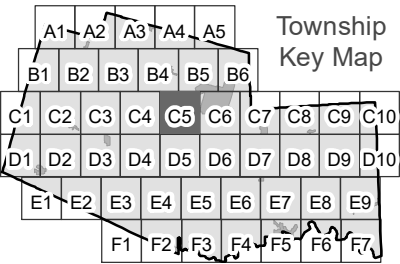 Township
Key Map
A1 A2 A3 A4 A5
B1 B2 B3 B4 B5 B6
C1 C2 C3 C4 C5 C6 C7 C8 C9 C10
D1 D2 D3 D4 D5 D6 D7 D8 D9 D10
E1 E2 E3 E4 E5 E6 E7 E8 E9
F1 F2 F3 F4 F5 F6 F7